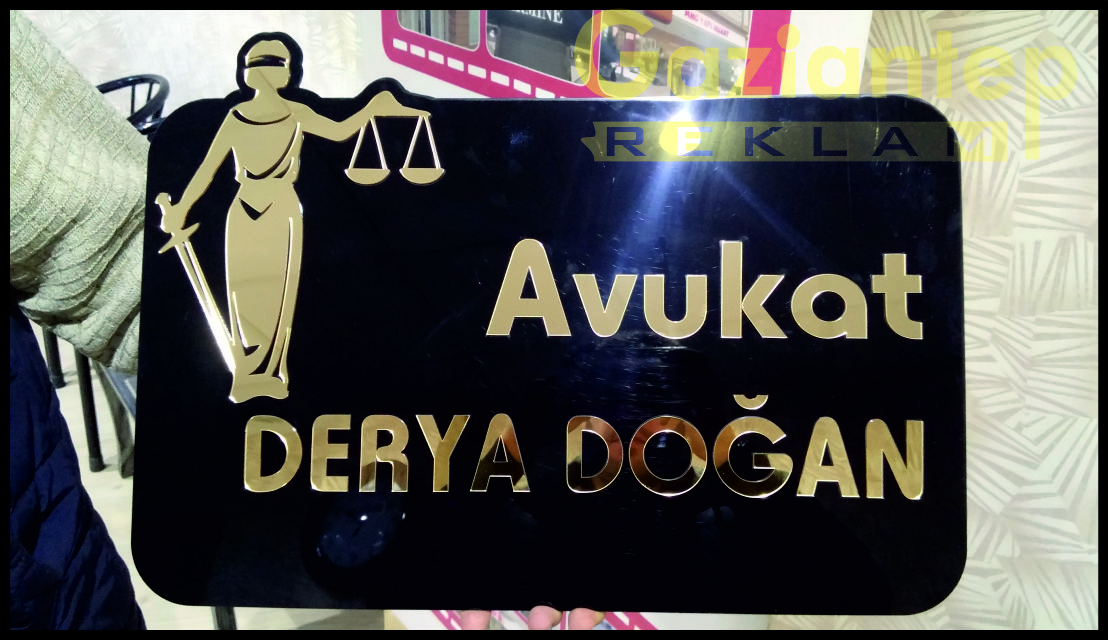 Gaziantep
REKLAM
Avukat
DERYA DOĞAN